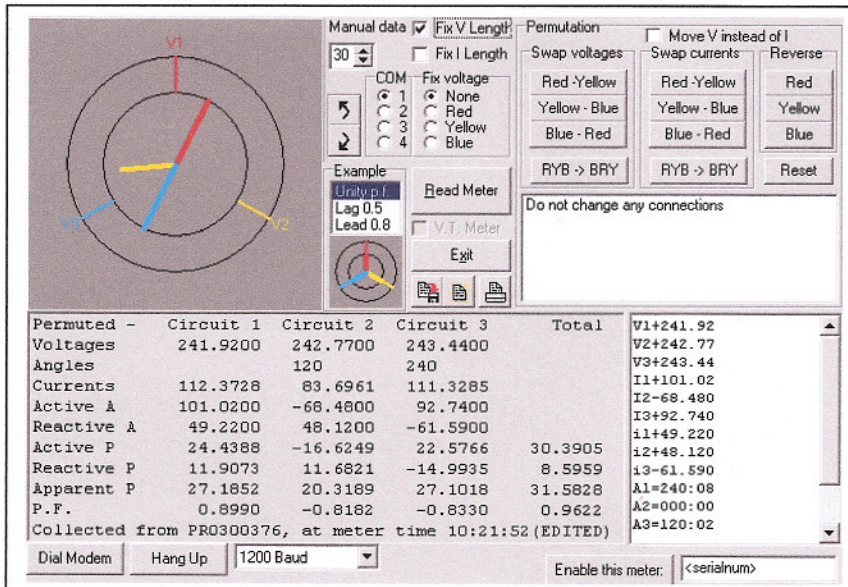 V1
V3
V2
Manual data Fix V Length
30 Fix I Length
COM Fix voltage
1 None
2 Red
3 Yellow
4 Blue
Example
Unity p.f.
Lag 0.5
Lead 0.8
Read Meter
V.T. Meter
Exit
Permutation Move V instead of I
Swap voltages Swap currents Reverse
Red -Yellow Red -Yellow Red
Yellow - Blue Yellow - Blue Yellow
Blue - Red Blue - Red Blue
RYB -> BRY RYB -> BRY Reset
Do not change any connections
Permuted - Circuit 1 Circuit 2 Circuit 3 Total
Voltages 241.9200 242.7700 243.4400
Angles 120 240
Currents 112.3728 83.6961 111.3285
Active A 101.0200 -68.4800 92.7400
Reactive A 49.2200 48.1200 -61.5900
Active P 24.4388 -16.6249 22.5766 30.3905
Reactive P 11.9073 11.6821 -14.9935 8.5959
Apparent P 27.1852 20.3189 27.1018 31.5828
P.F. 0.8990 -0.8182 -0.8330 0.9622
Collected from PR0300376, at meter time 10:21:52(EDITED)
V1+241.92
V2+242.77
V3+243.44
I1+101.02
I2-68.480
I3+92.740
i1+49.220
i2+48.120
i3-61.590
A1=240:08
A2=000:00
A3=120:02
Dial Modem Hang Up 1200 Baud Enable this meter: <serialnum>